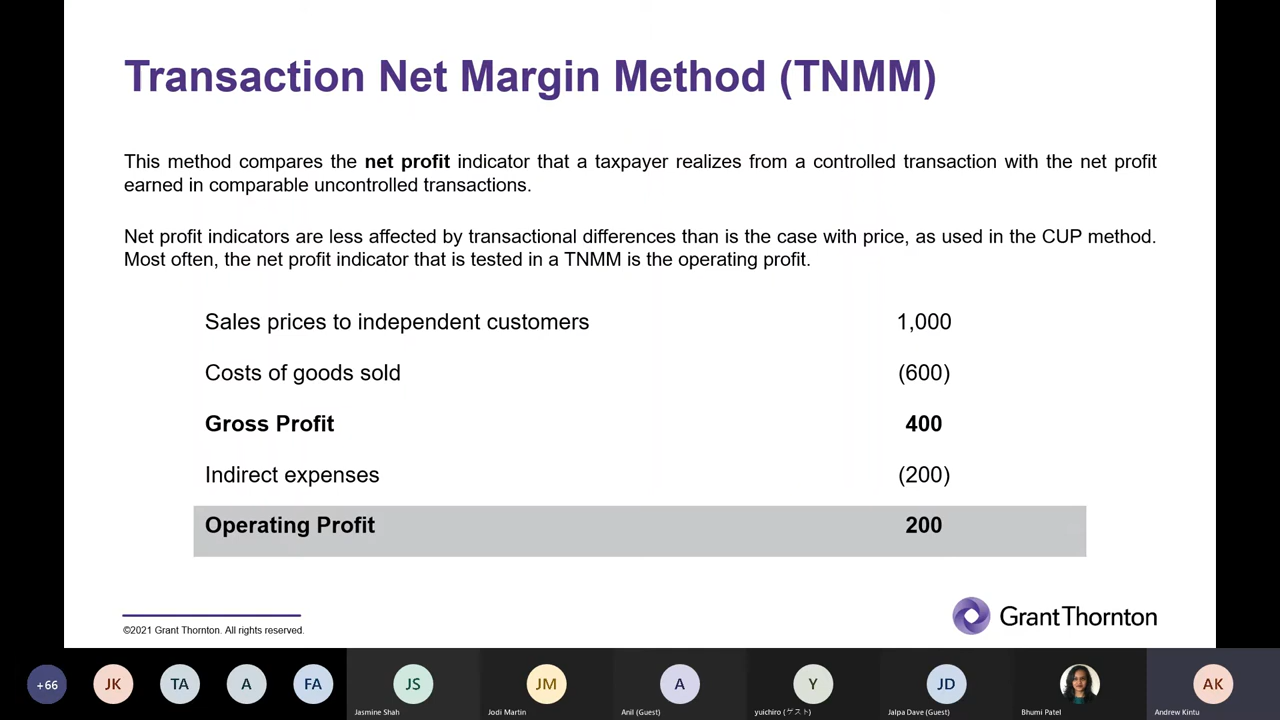 Transaction Net Margin Method (TNMM)
This method compares the net profit indicator that a taxpayer realizes from a controlled transaction with the net profit
earned in comparable uncontrolled transactions.
Net profit indicators are less affected by transactional differences than is the case with price, as used in the CUP method.
Most often, the net profit indicator that is tested in a TNMM is the operating profit.
Sales prices to independent customers 1,000
Costs of goods sold (600)
Gross Profit 400
Indirect expenses (200)
Operating Profit 200
©2021 Grant Thornton. All rights reserved.
GrantThornton
+66 JK TA A FA JS JM A Y JD AK
Jasmine Shah Jodi Martin Anil (Guest) yuichiro (ゲスト) Jalpa Dave (Guest) Bhumi Patel Andrew Kintu